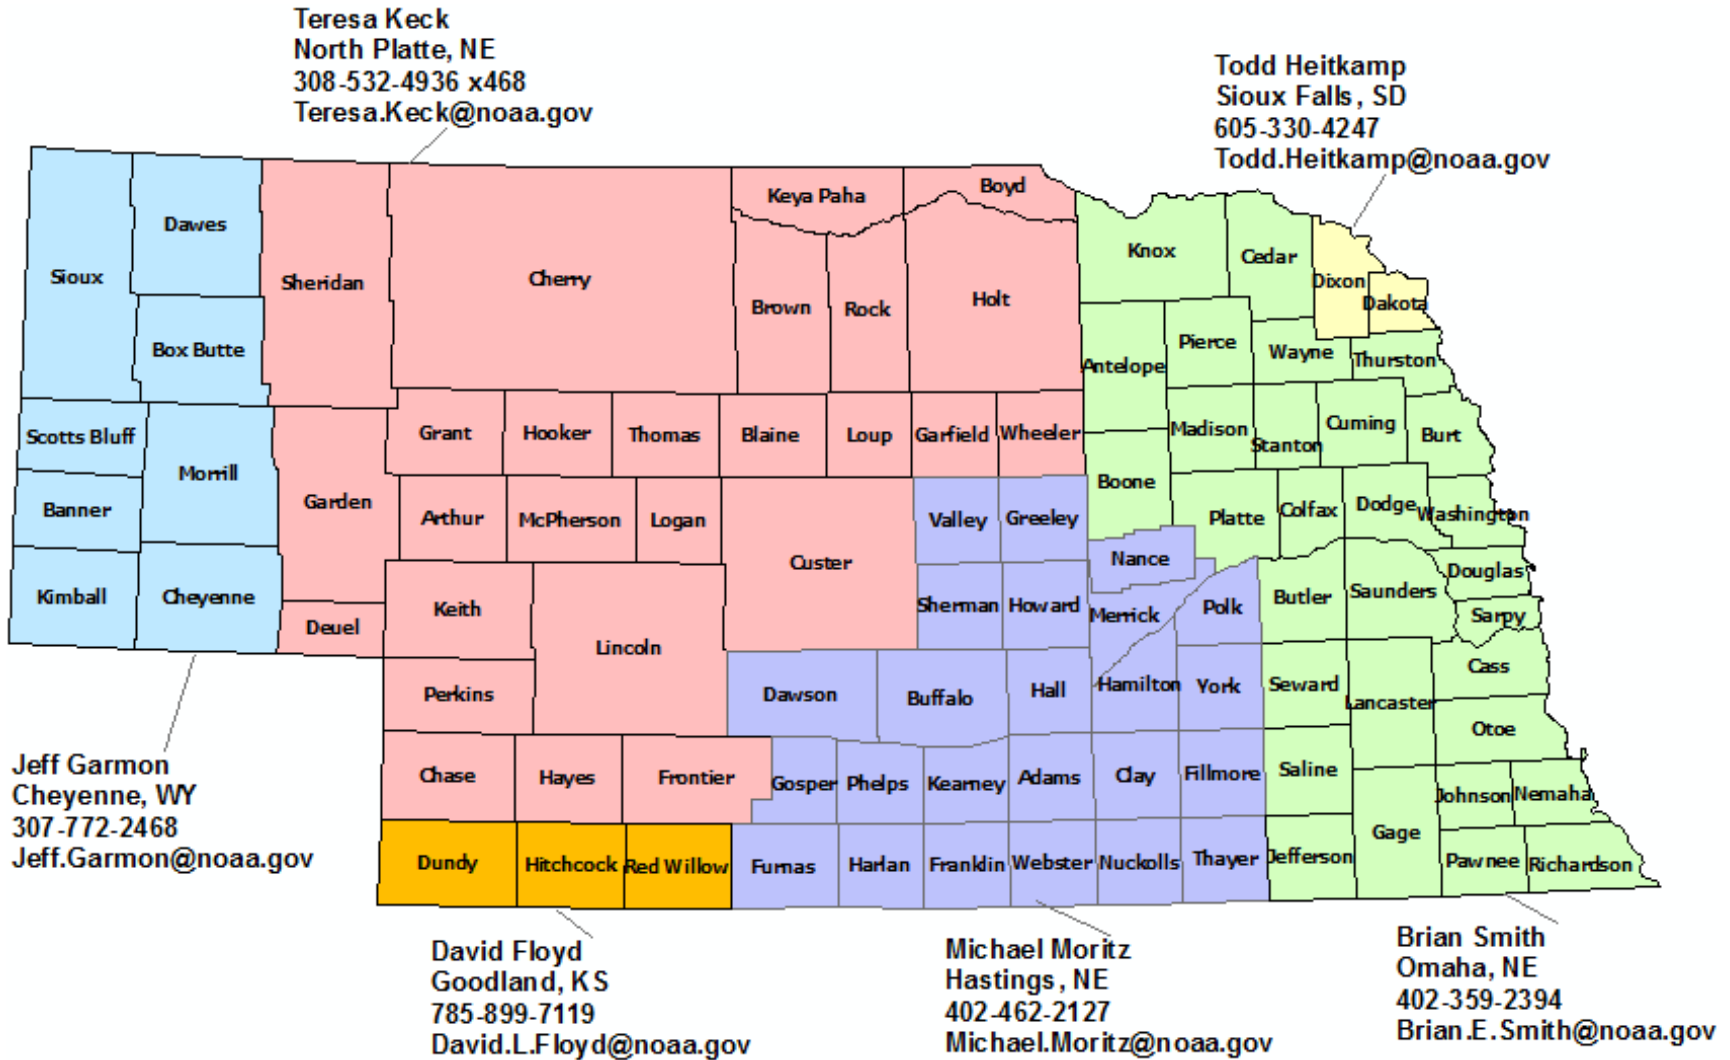 Teresa Keck
North Platte, NE
308-532-4936 x468
Teresa.Keck@noaa.gov
Todd Heitkamp
Sioux Falls, SD
605-330-4247
Todd.Heitkamp@noaa.gov
Sioux
Dawes
Box Butte
Scotts Bluff
Banner
Morrill
Kimball
Cheyenne
Sheridan
Cherry
Keya Paha
Boyd
Brown
Rock
Holt
Garden
Deuel
Grant
Hooker
Thomas
Blaine
Loup
Garfield
Wheeler
Arthur
McPherson
Logan
Custer
Keith
Lincoln
Perkins
Chase
Hayes
Frontier
Knox
Cedar
Dixon
Dakota
Antelope
Pierce
Wayne
Thurston
Madison
Stanton
Cuming
Burt
Boone
Platte
Colfax
Dodge
Washington
Butler
Saunders
Douglas
Sarpy
Seward
Lancaster
Cass
Otoe
Saline
Johnson
Nemaha
Gage
Jefferson
Pawnee
Richardson
Valley
Greeley
Nance
Sherman
Howard
Merrick
Polk
Dawson
Buffalo
Hall
Hamilton
York
Gosper
Phelps
Kearney
Adams
Clay
Fillmore
Furnas
Harlan
Franklin
Webster
Nuckolls
Thayer
Dundy
Hitchcock
Red Willow
Jeff Garmon
Cheyenne, WY
307-772-2468
Jeff.Garmon@noaa.gov
David Floyd
Goodland, KS
785-899-7119
David.L.Floyd@noaa.gov
Michael Moritz
Hastings, NE
402-462-2127
Michael.Moritz@noaa.gov
Brian Smith
Omaha, NE
402-359-2394
Brian.E.Smith@noaa.gov